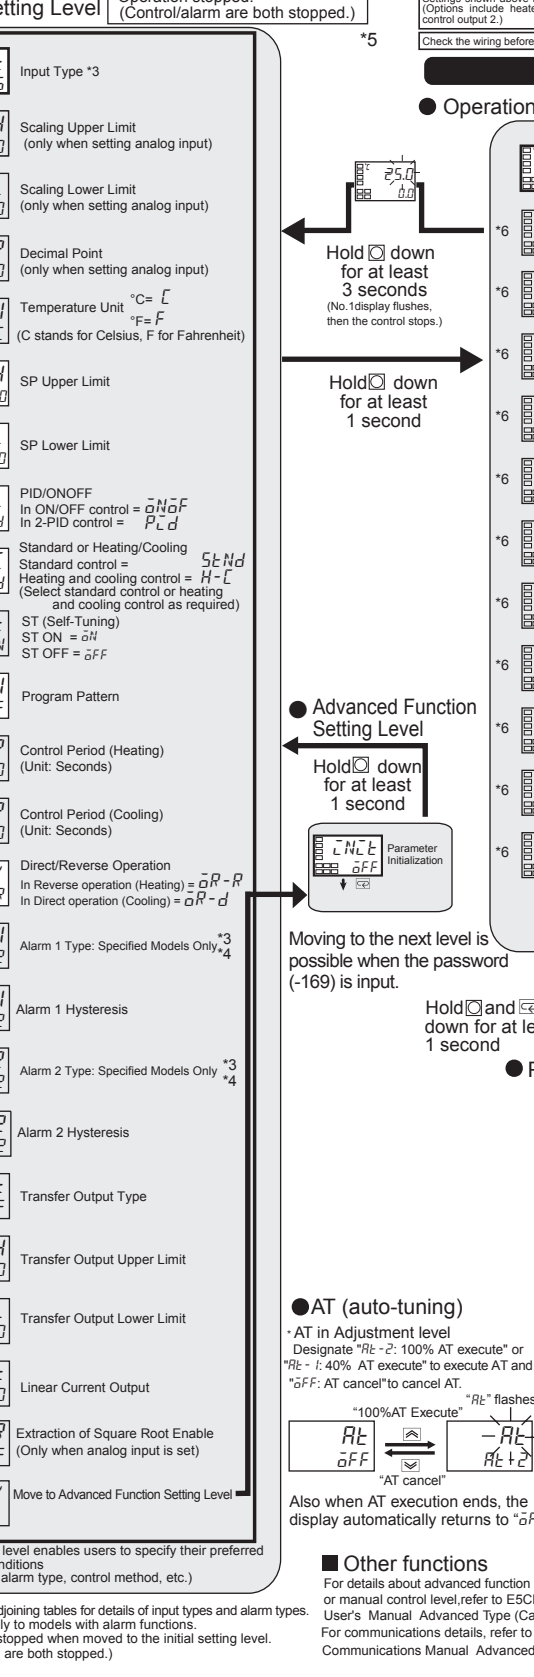 etting Level
Operation stopped.
(Control/alarm are both stopped.)
Settings shown above
(Options include heate
control output 2.)
*5
Check the wiring before
● Operation
Input Type *3
Scaling Upper Limit
(only when setting analog input)
Scaling Lower Limit
(only when setting analog input)
Decimal Point
(only when setting analog input)
Temperature Unit °C= C
°F= F
(C stands for Celsius, F for Fahrenheit)
SP Upper Limit
SP Lower Limit
PID/ONOFF
In ON/OFF control = oNoF
In 2-PID control = Pid
Standard or Heating/Cooling
Standard control = StNd
Heating and cooling control = H-C
(Select standard control or heating
and cooling control as required)
ST (Self-Tuning)
ST ON = oN
ST OFF = oFF
Program Pattern
Control Period (Heating)
(Unit: Seconds)
Control Period (Cooling)
(Unit: Seconds)
Direct/Reverse Operation
In Reverse operation (Heating) = oR-R
In Direct operation (Cooling) = oR-d
Alarm 1 Type: Specified Models Only *3
*4
Alarm 1 Hysteresis
Alarm 2 Type: Specified Models Only *3
*4
Alarm 2 Hysteresis
Transfer Output Type
Transfer Output Upper Limit
Transfer Output Lower Limit
Linear Current Output
Extraction of Square Root Enable
(Only when analog input is set)
Move to Advanced Function Setting Level
level enables users to specify their preferred
nditions
alarm type, control method, etc.)
djoining tables for details of input types and alarm types.
ly to models with alarm functions.
stopped when moved to the initial setting level.
are both stopped.)
°C
25.0
0.0
Hold down
for at least
3 seconds
(No.1display flushes,
then the control stops.)
Hold down
for at least
1 second
*6
*6
*6
*6
*6
*6
*6
*6
*6
*6
*6
● Advanced Function
Setting Level
Hold down
for at least
1 second
iNit
oFF
Parameter
Initialization
Moving to the next level is
possible when the password
(-169) is input.
Hold and
down for at le
1 second
●AT (auto-tuning)
* AT in Adjustment level
Designate "At-2: 100% AT execute" or
"At-1: 40% AT execute" to execute AT and
"oFF: AT cancel" to cancel AT.
“At” flashes
“100%AT Execute”
At
oFF
At
At-2
“AT cancel”
Also when AT execution ends, the
display automatically returns to “oF
■ Other functions
For details about advanced function
or manual control level,refer to E5C
User's Manual Advanced Type (Ca
For communications details, refer to
Communications Manual Advanced